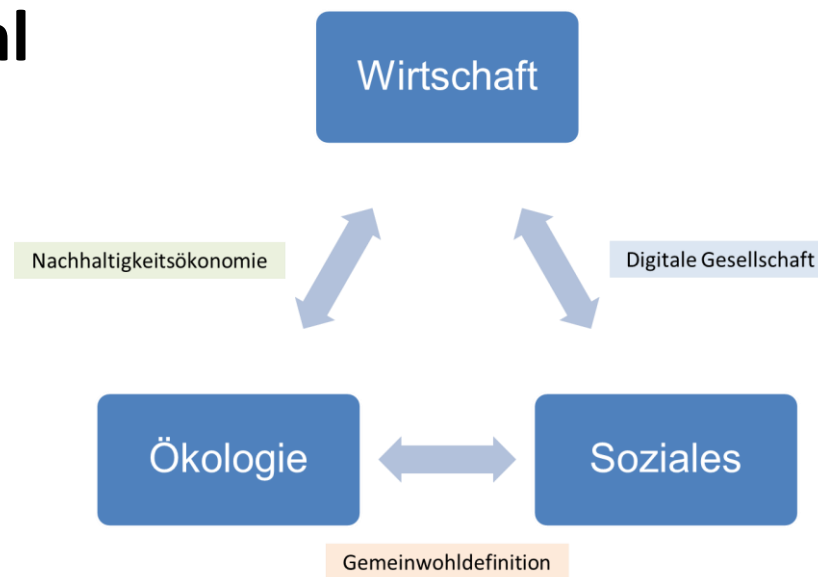 Wirtschaft
Nachhaltigkeitsökonomie
Digitale Gesellschaft
Ökologie
Soziales
Gemeinwohldefinition